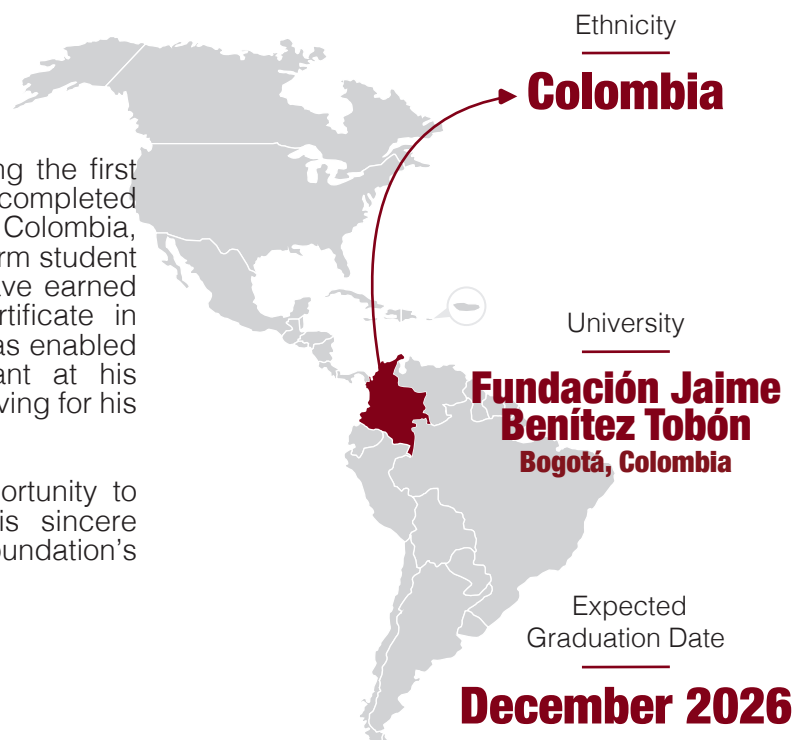 ng the first
completed
Colombia,
rm student
ve earned
rtificate in
as enabled
ant at his
ving for his
portunity to
is sincere
oundation's
Ethnicity
Colombia
University
Fundación Jaime
Benítez Tobón
Bogotá, Colombia
Expected
Graduation Date
December 2026